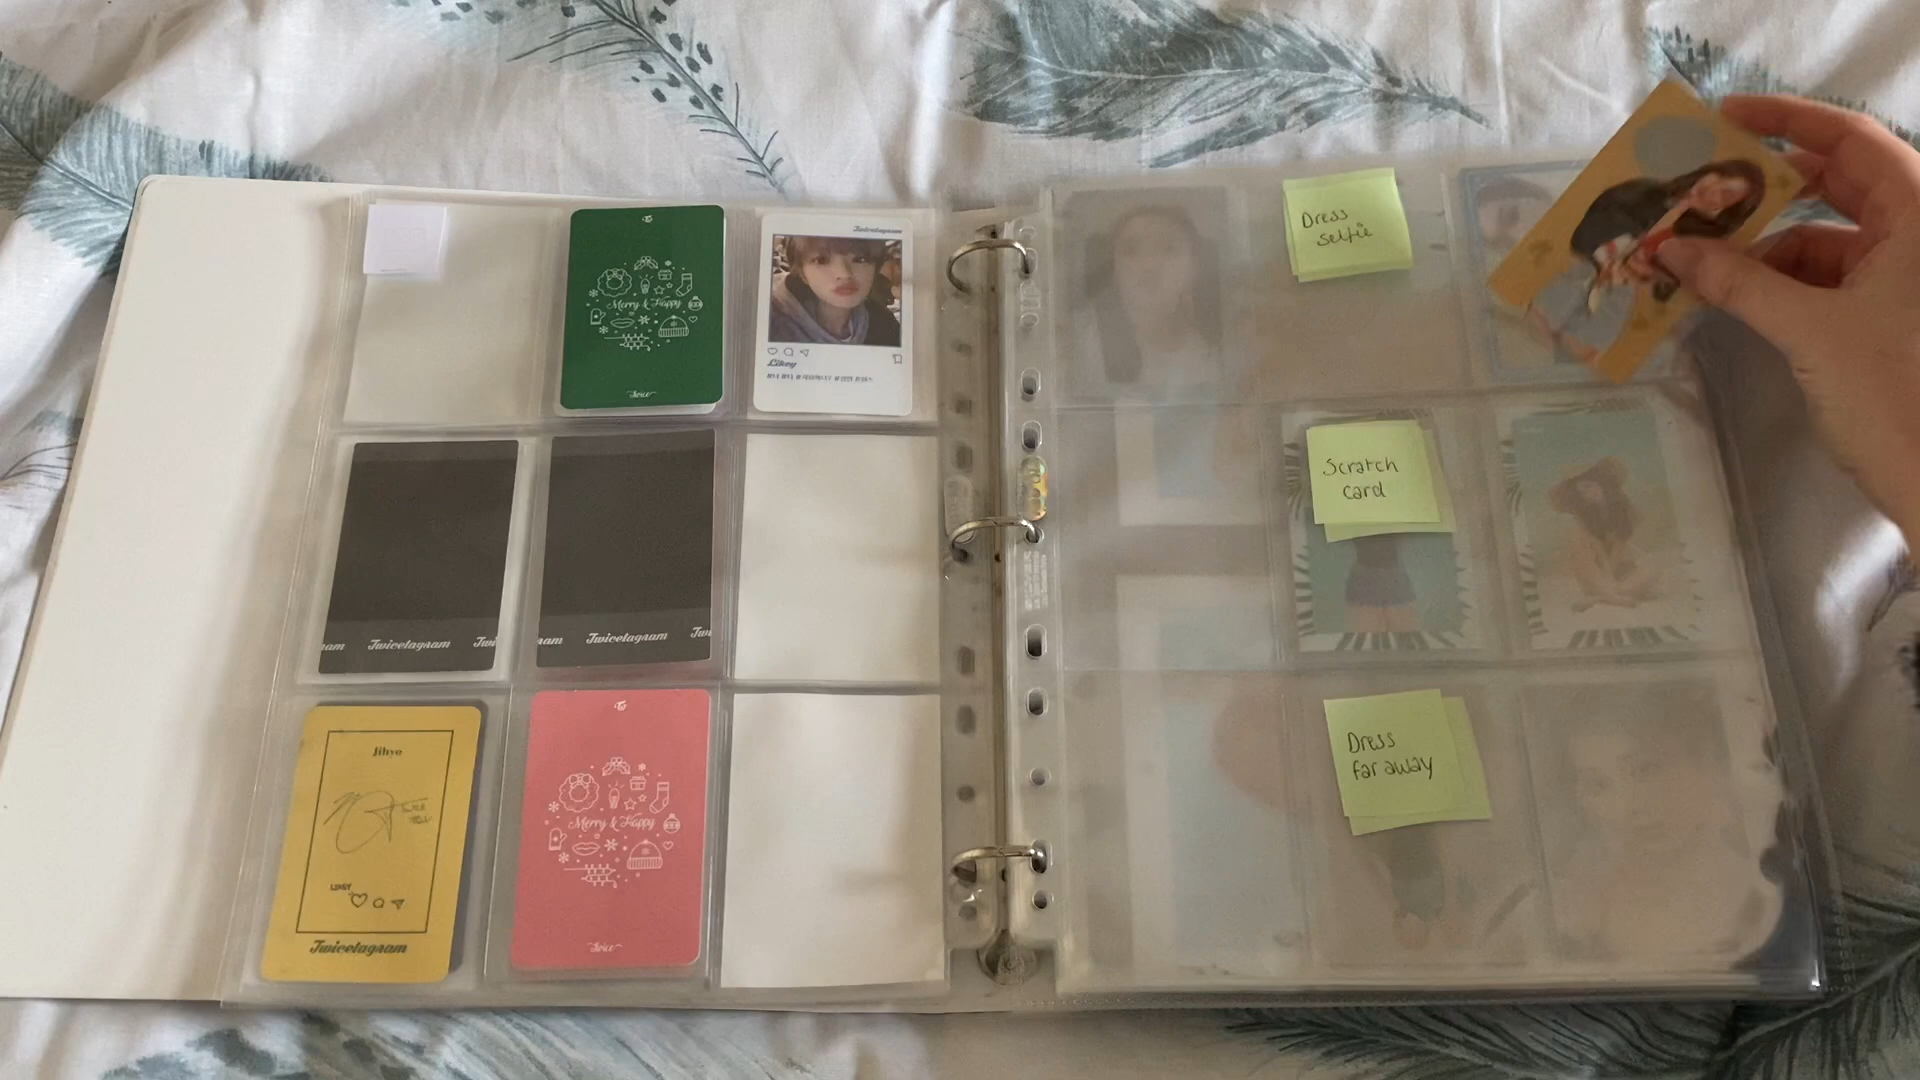 Merry & Happy
Twice
Twicetagram
Likey
Twicetagram
Twicetagram
Jihyo
LIKEY
Twicetagram
Merry & Happy
Twice
Dress
selfie
Scratch
card
Dress
far away